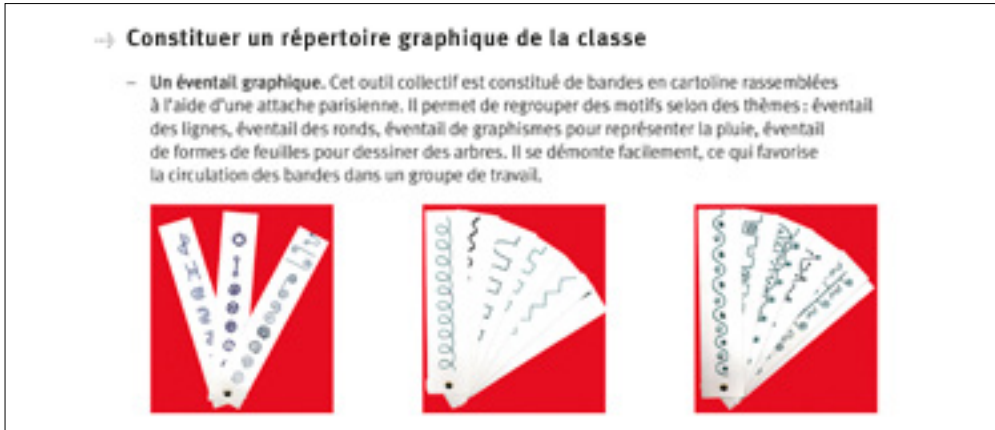 Constituer un répertoire graphique de la classe
– Un éventail graphique. Cet outil collectif est constitué de bandes en cartoline rassemblées
à l'aide d'une attache parisienne. Il permet de regrouper des motifs selon des thèmes : éventail
des lignes, éventail des ronds, éventail de graphismes pour représenter la pluie, éventail
de formes de feuilles pour dessiner des arbres. Il se démonte facilement, ce qui favorise
la circulation des bandes dans un groupe de travail.